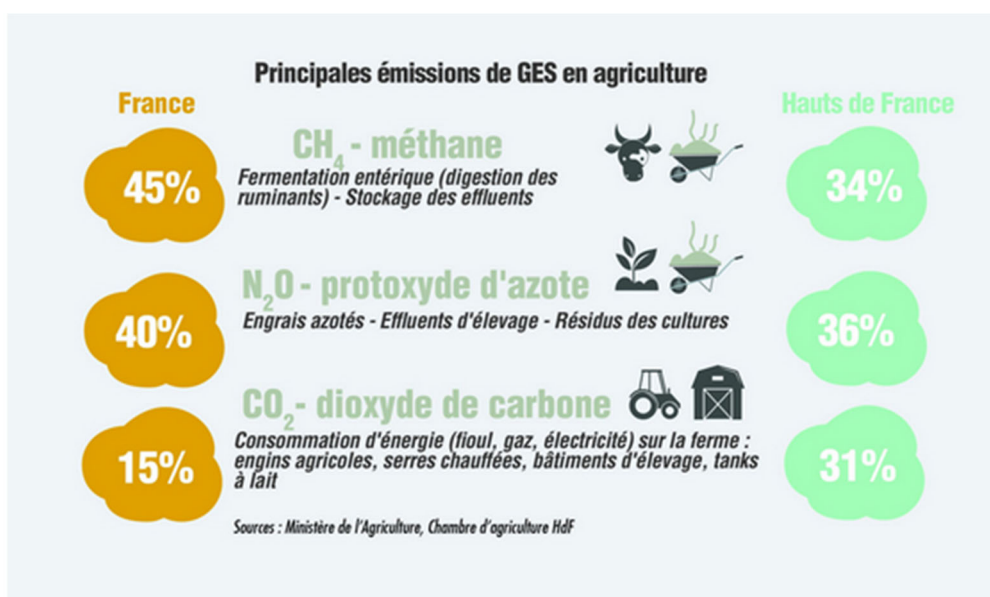 Principales émissions de GES en agriculture
France
Hauts de France
CH4 - méthane
45%
Fermentation entérique (digestion des
ruminants) - Stockage des effluents
34%
N2O - protoxyde d'azote
40%
Engrais azotés - Effluents d'élevage - Résidus des cultures
36%
CO2- dioxyde de carbone
15%
Consommation d'énergie (fioul, gaz, électricité) sur la ferme :
engins agricoles, serres chauffées, bâtiments d'élevage, tanks
à lait
31%
Sources : Ministère de l'Agriculture, Chambre d'agriculture HdF